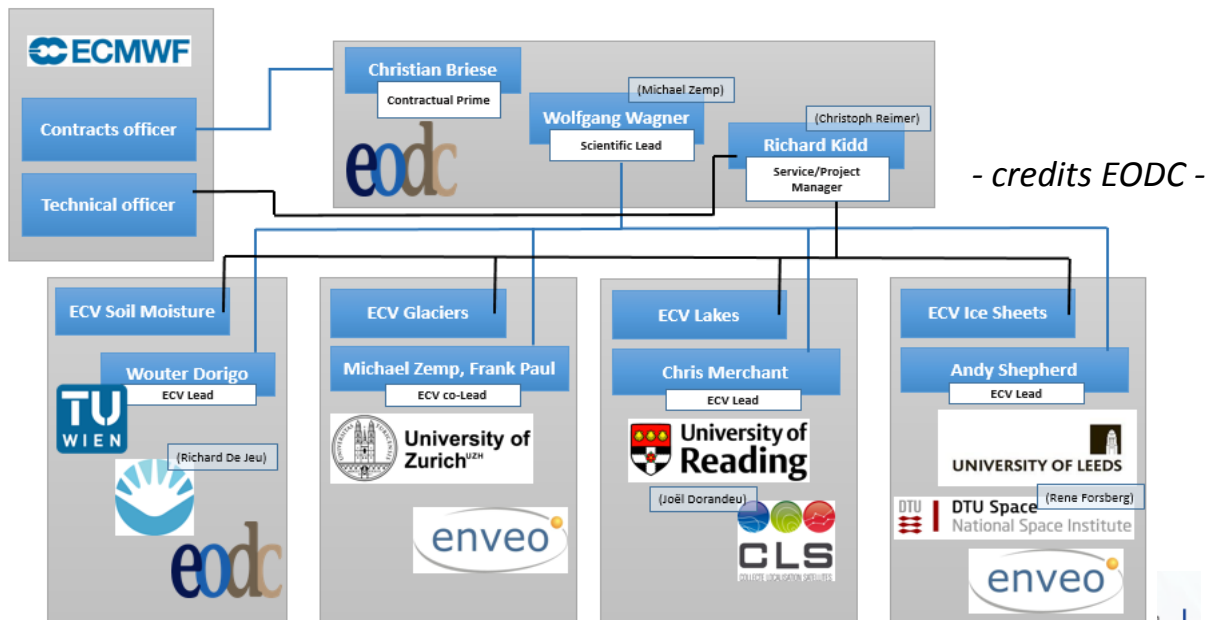 ECMWF
Contracts officer
Technical officer
Christian Briese
Contractual Prime
eodc
(Michael Zemp)
Wolfgang Wagner
Scientific Lead
(Christoph Reimer)
Richard Kidd
Service/Project
Manager
- credits EODC -
ECV Soil Moisture
Wouter Dorigo
ECV Lead
TU
WIEN
(Richard De Jeu)
eodc
ECV Glaciers
Michael Zemp, Frank Paul
ECV co-Lead
University of
Zurich UZH
enveo
ECV Lakes
Chris Merchant
ECV Lead
University of
Reading
(Joël Dorandeu)
CLS
ECV Ice Sheets
Andy Shepherd
ECV Lead
UNIVERSITY OF LEEDS
(Rene Forsberg)
DTU
DTU Space
National Space Institute
enveo